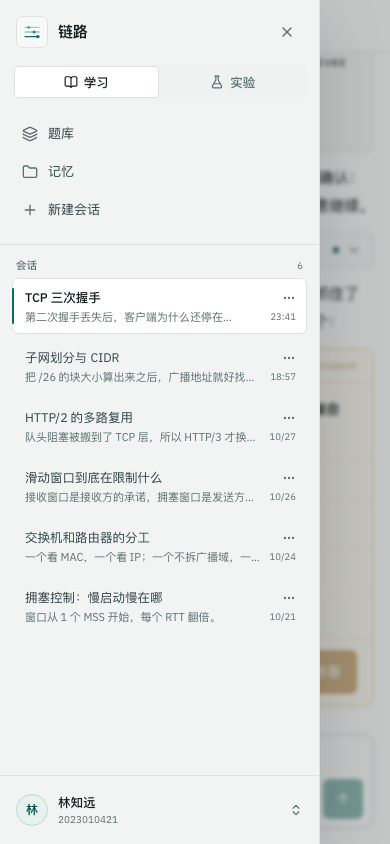 链路
学习
实验
题库
记忆
新建会话
会话
6
TCP 三次握手
第二次握手丢失后，客户端为什么还停在...
23:41
子网划分与 CIDR
把 /26 的块大小算出来之后，广播地址就好找...
18:57
HTTP/2 的多路复用
队头阻塞被搬到了 TCP 层，所以 HTTP/3 才换...
10/27
滑动窗口到底在限制什么
接收窗口是接收方的承诺，拥塞窗口是发送方...
10/26
交换机和路由器的分工
一个看 MAC，一个看 IP；一个不拆广播域，一...
10/24
拥塞控制：慢启动慢在哪
窗口从 1 个 MSS 开始，每个 RTT 翻倍。
10/21
林
林知远
2023010421